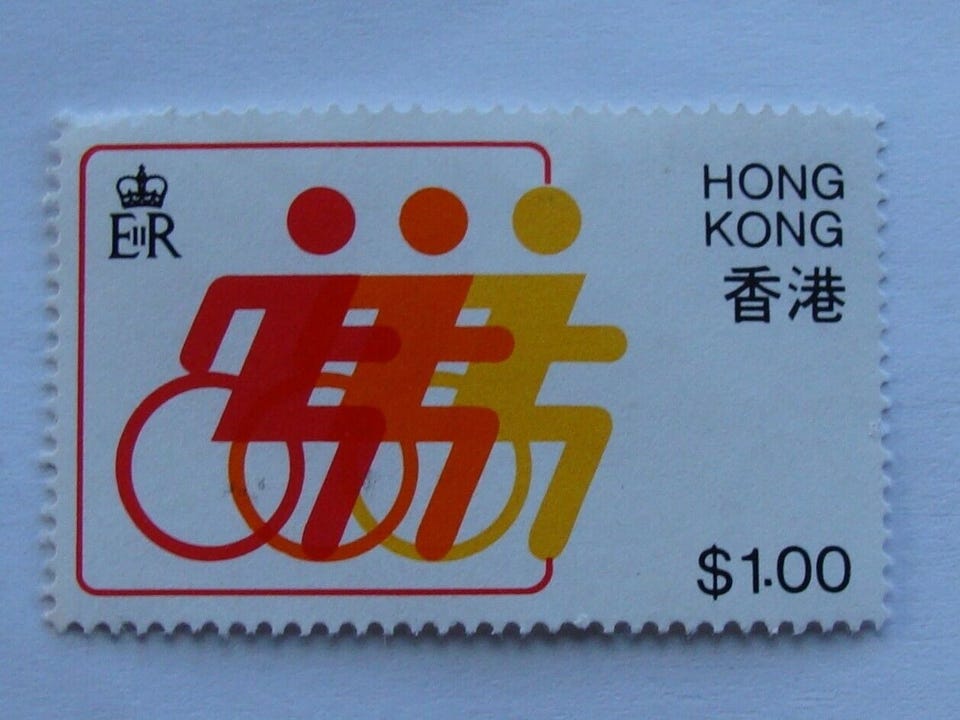 EIIR
HONG
KONG
香港
$1.00